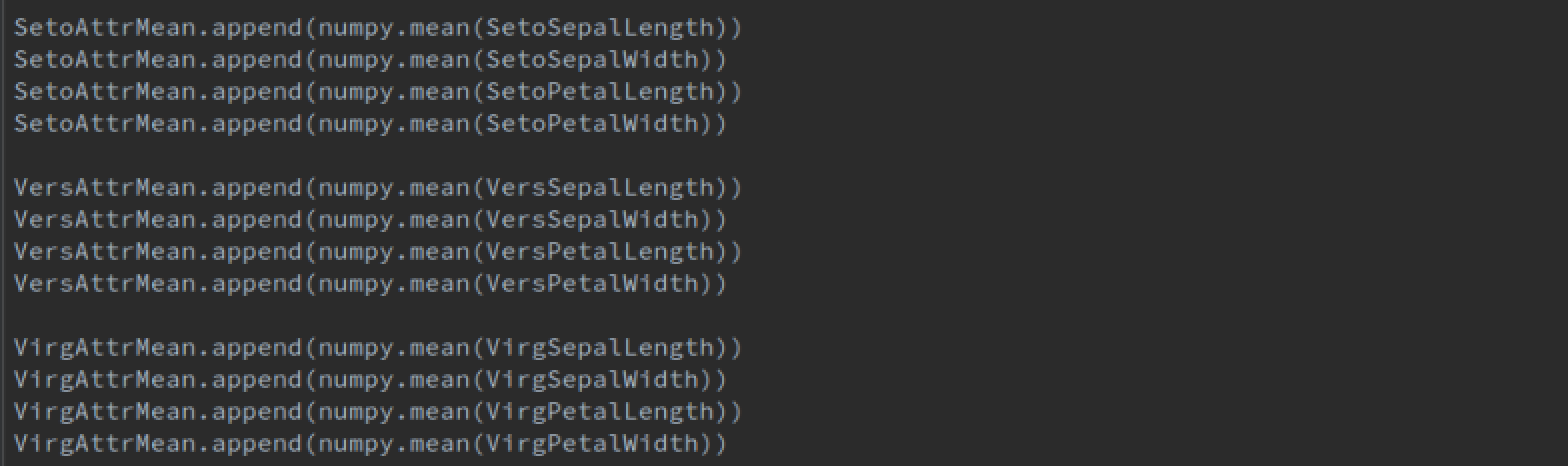 SetoAttrMean.append(numpy.mean(SetoSepalLength))
SetoAttrMean.append(numpy.mean(SetoSepalWidth))
SetoAttrMean.append(numpy.mean(SetoPetalLength))
SetoAttrMean.append(numpy.mean(SetoPetalWidth))
VersAttrMean.append(numpy.mean(VersSepalLength))
VersAttrMean.append(numpy.mean(VersSepalWidth))
VersAttrMean.append(numpy.mean(VersPetalLength))
VersAttrMean.append(numpy.mean(VersPetalWidth))
VirgAttrMean.append(numpy.mean(VirgSepalLength))
VirgAttrMean.append(numpy.mean(VirgSepalWidth))
VirgAttrMean.append(numpy.mean(VirgPetalLength))
VirgAttrMean.append(numpy.mean(VirgPetalWidth))